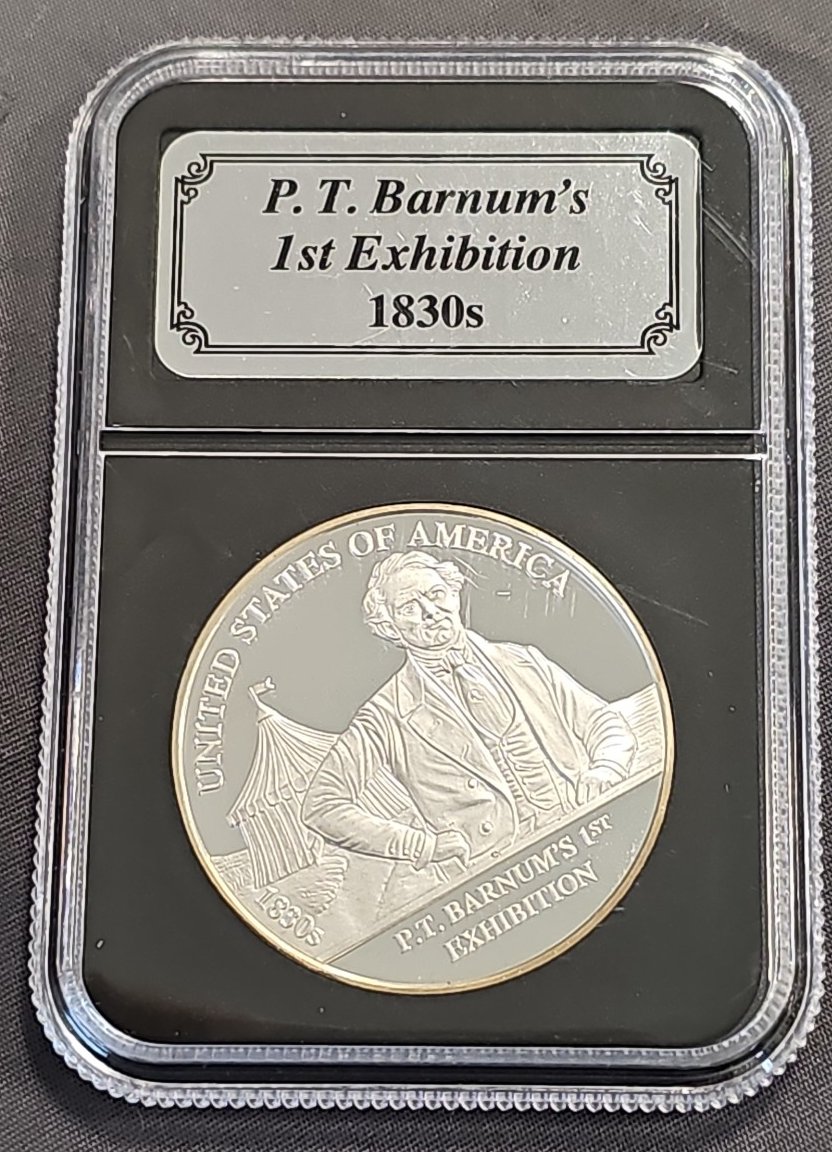 P. T. Barnum's
1st Exhibition
1830s
UNITED STATES OF AMERICA
1830s
P.T. BARNUM'S 1ST
EXHIBITION